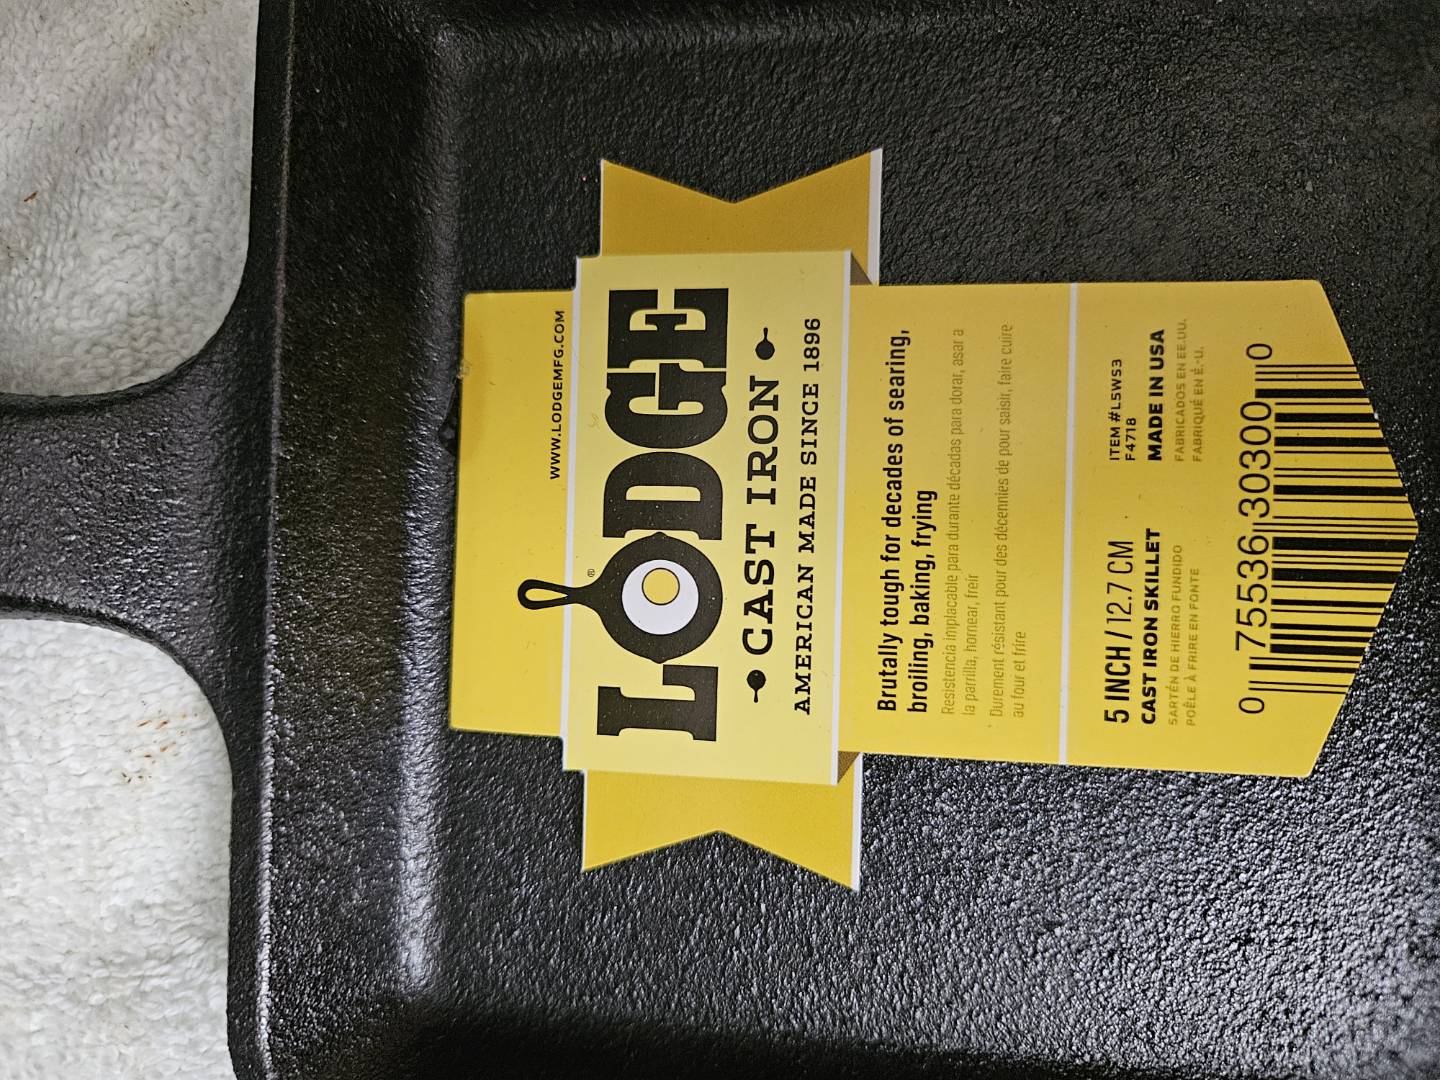 WWW.LODGEMFG.COM
LODGE®
CAST IRON
AMERICAN MADE SINCE 1896
Brutally tough for decades of searing,
broiling, baking, frying
Resistencia implacable para durante décadas para dorar, asar a
la parrilla, hornear, freir
Durement résistant pour des décennies de pour saisir, faire cuire
au four et frire
5 INCH / 12.7 CM
CAST IRON SKILLET
SARTÉN DE HIERRO FUNDIDO
POÊLE À FRIRE EN FONTE
ITEM #L5WS3
F4718
MADE IN USA
FABRICADOS EN EE.UU.
FABRIQUÉ EN É.-U.
0 75536 30300 0